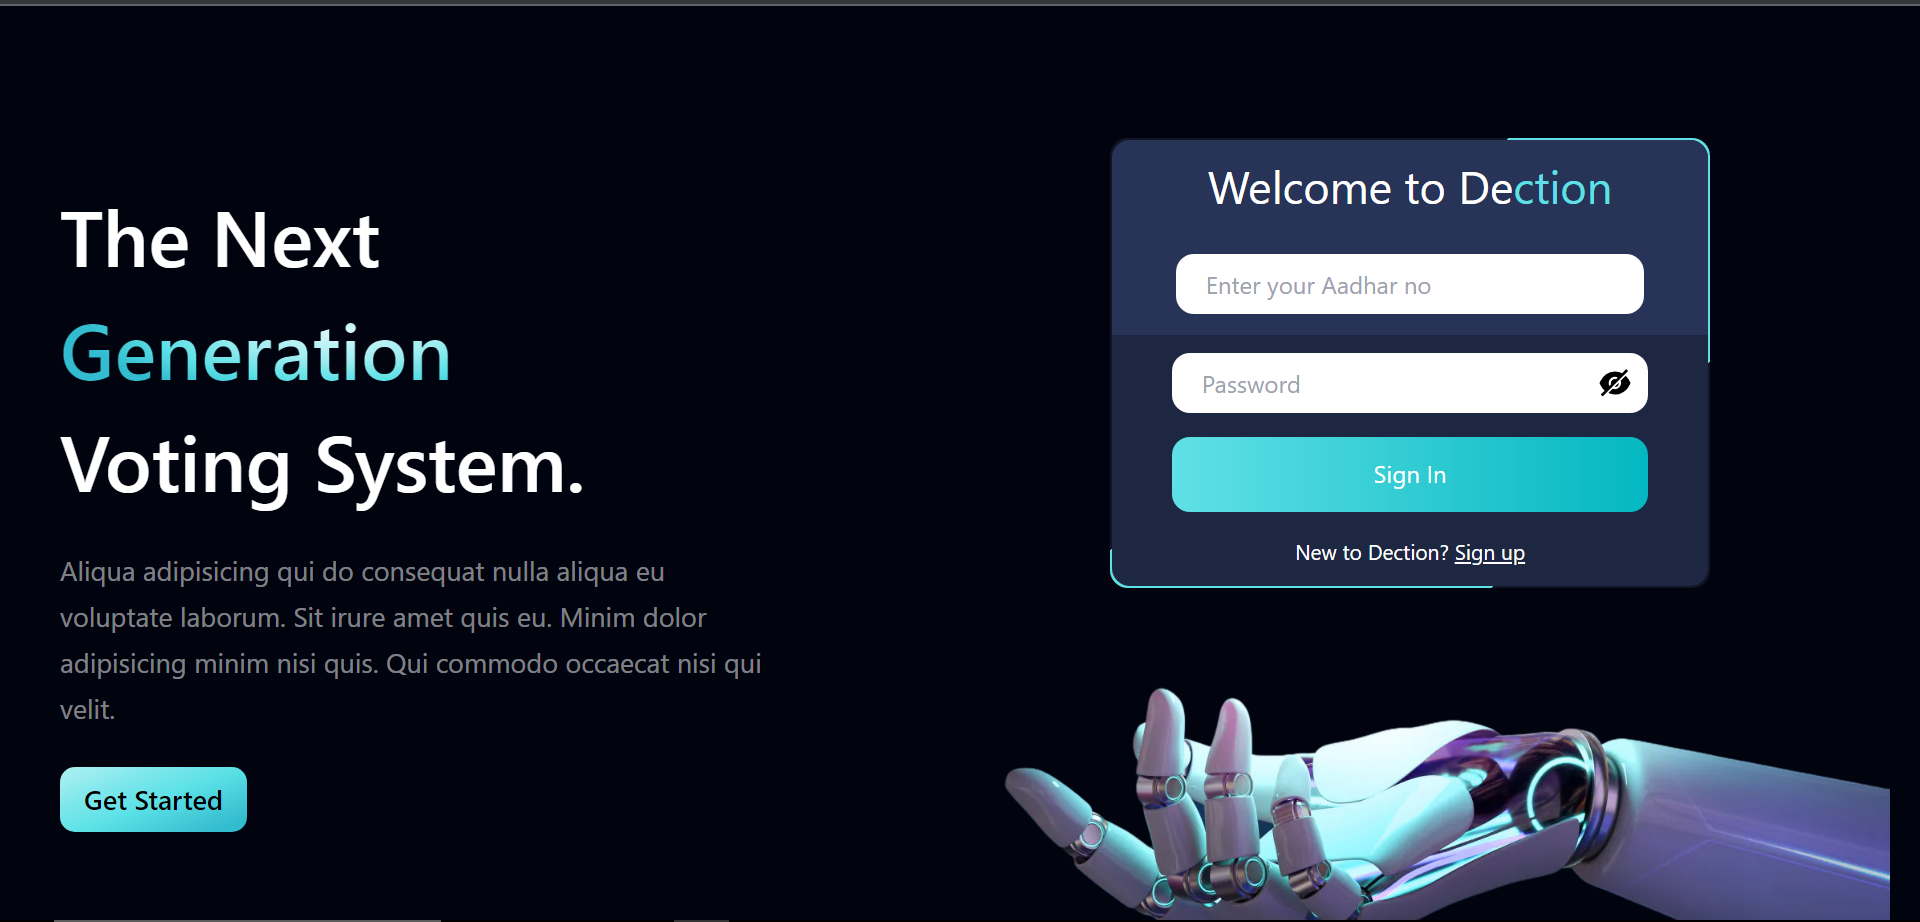 The Next
Generation
Voting System.
Aliqua adipisicing qui do consequat nulla aliqua eu
voluptate laborum. Sit irure amet quis eu. Minim dolor
adipisicing minim nisi quis. Qui commodo occaecat nisi qui
velit.
Get Started
Welcome to Dection
Enter your Aadhar no
Password
Sign In
New to Dection? Sign up